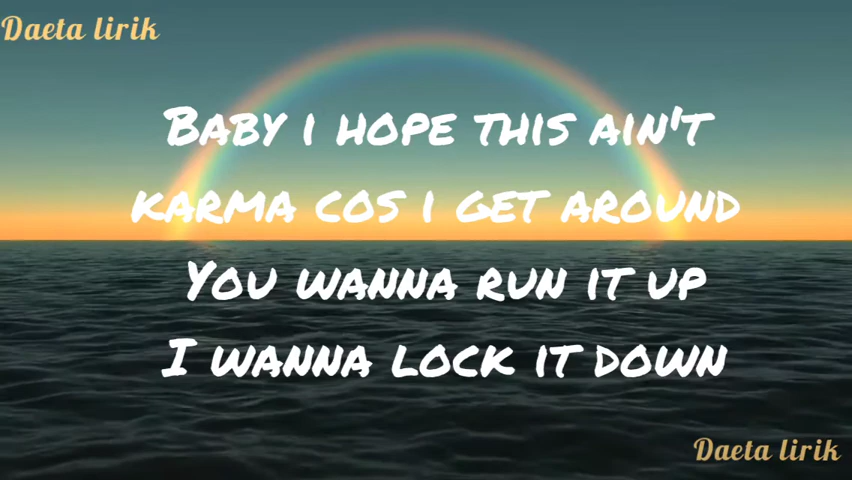 Daeta lirik
BABY I HOPE THIS AIN'T
KARMA COS I GET AROUND
YOU WANNA RUN IT UP
I WANNA LOCK IT DOWN
Daeta lirik